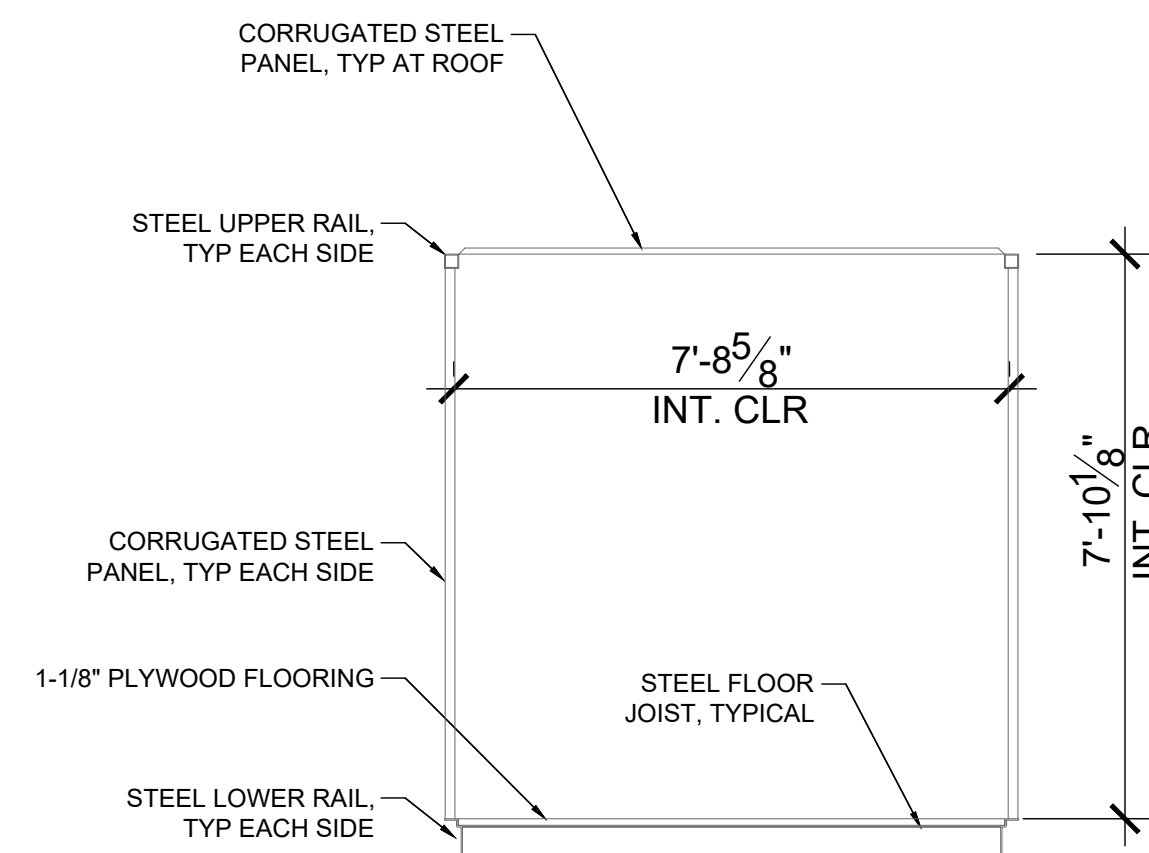 CORRUGATED STEEL
PANEL, TYP AT ROOF
STEEL UPPER RAIL,
TYP EACH SIDE
7'-8 5/8"
INT. CLR
7'-10 1/8"
INT. CLR
CORRUGATED STEEL
PANEL, TYP EACH SIDE
1-1/8" PLYWOOD FLOORING
STEEL FLOOR
JOIST, TYPICAL
STEEL LOWER RAIL,
TYP EACH SIDE